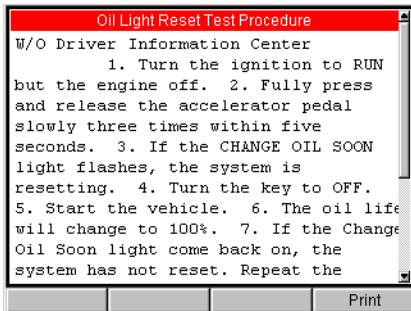 Oil Light Reset Test Procedure
W/O Driver Information Center
1. Turn the ignition to RUN
but the engine off. 2. Fully press
and release the accelerator pedal
slowly three times within five
seconds. 3. If the CHANGE OIL SOON
light flashes, the system is
resetting. 4. Turn the key to OFF.
5. Start the vehicle. 6. The oil life
will change to 100%. 7. If the Change
Oil Soon light come back on, the
system has not reset. Repeat the
Print